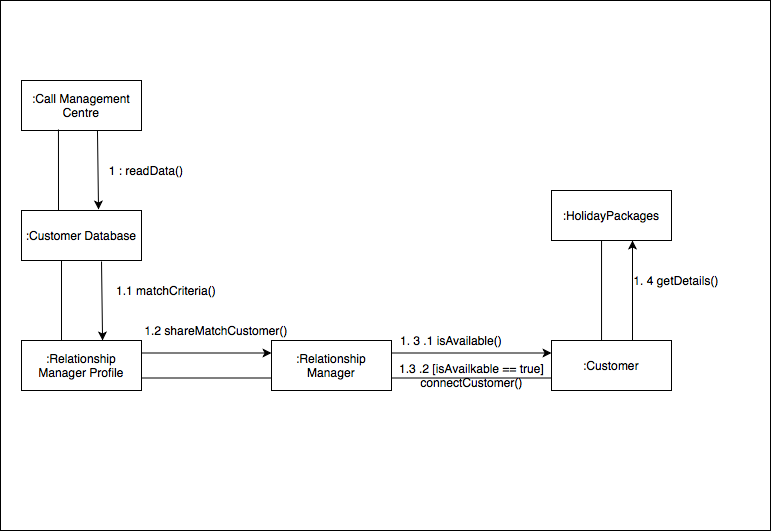 :Call Management
Centre
1 : readData()
:Customer Database
:HolidayPackages
1.1 matchCriteria()
1. 4 getDetails()
1.2 shareMatchCustomer()
1. 3 .1 isAvailable()
:Relationship
Manager Profile
:Relationship
Manager
1.3 .2 [isAvailkable == true]
connectCustomer()
:Customer